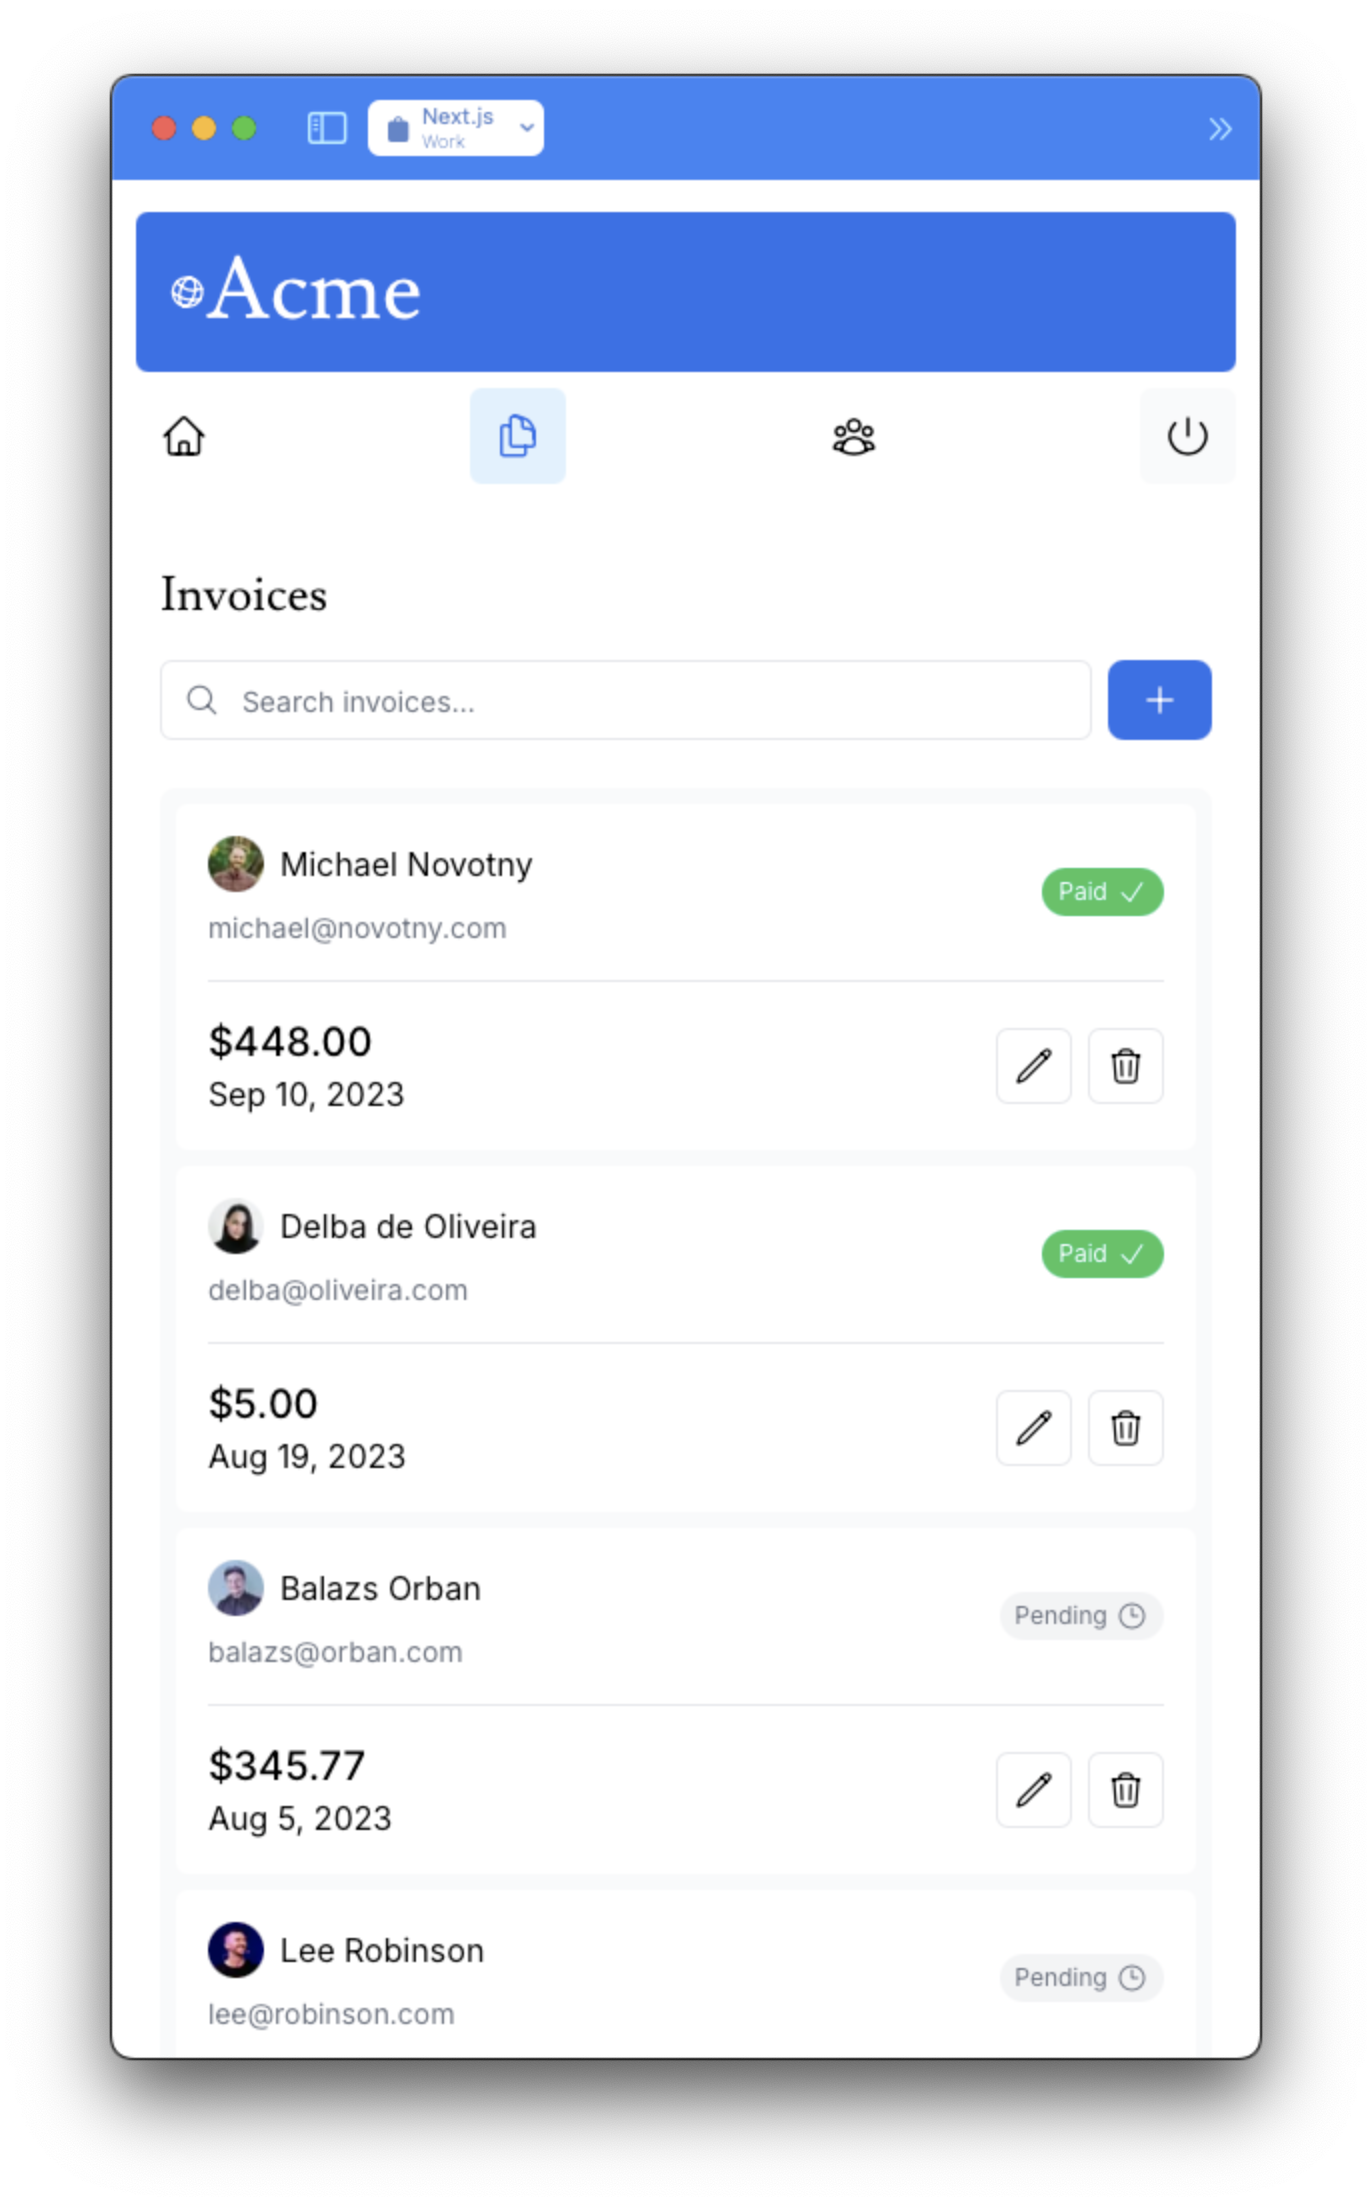 Next.js
Work
Acme
Invoices
Search invoices...
Michael Novotny
Paid
michael@novotny.com
$448.00
Sep 10, 2023
Delba de Oliveira
Paid
delba@oliveira.com
$5.00
Aug 19, 2023
Balazs Orban
Pending
balazs@orban.com
$345.77
Aug 5, 2023
Lee Robinson
Pending
lee@robinson.com